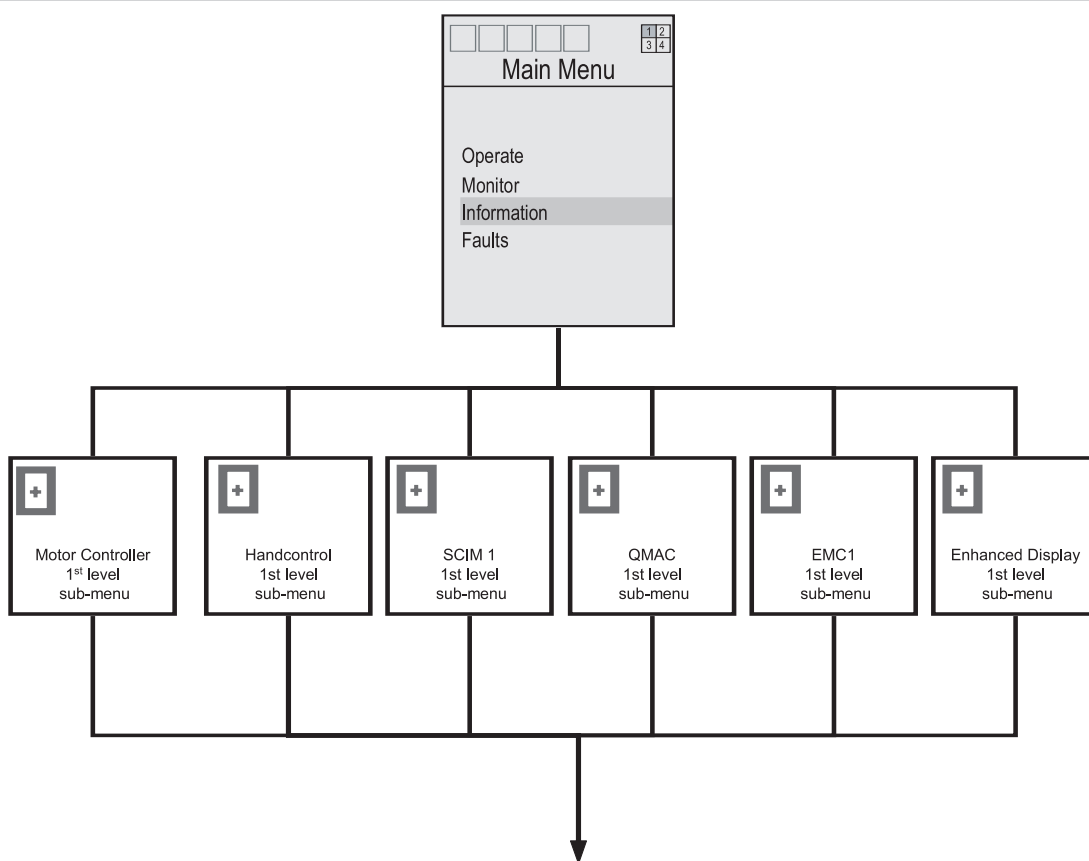 1 2
3 4
Main Menu
Operate
Monitor
Information
Faults
Motor Controller
1st level
sub-menu
Handcontrol
1st level
sub-menu
SCIM 1
1st level
sub-menu
QMAC
1st level
sub-menu
EMC1
1st level
sub-menu
Enhanced Display
1st level
sub-menu